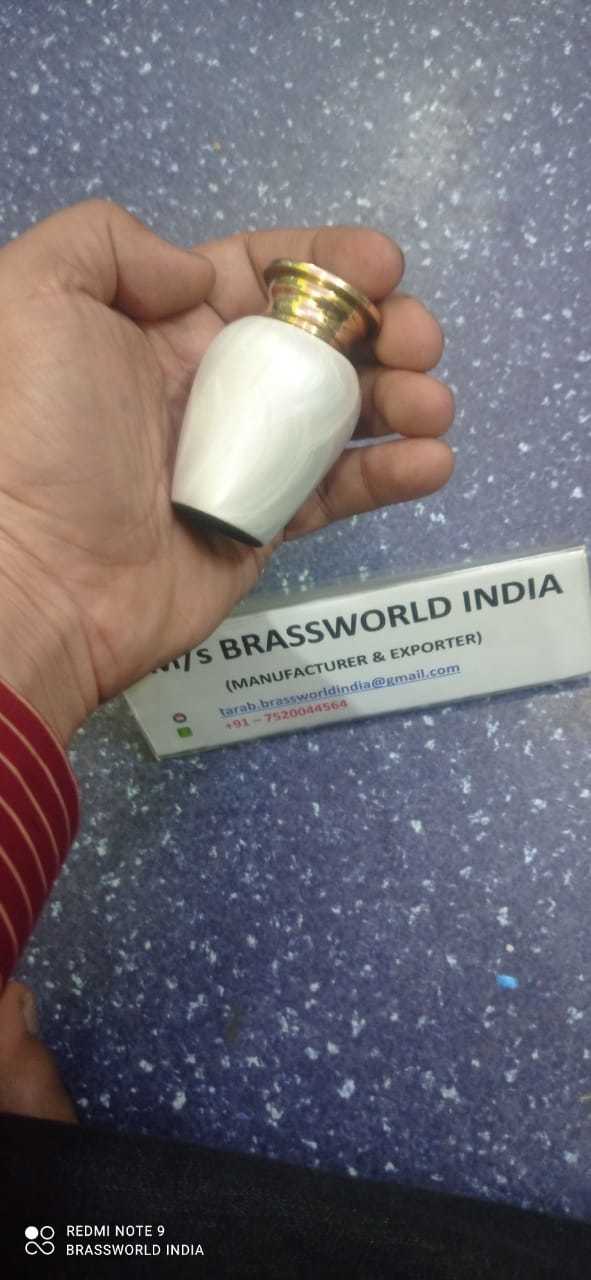 M/s BRASSWORLD INDIA
(MANUFACTURER & EXPORTER)
tarab.brassworldindia@gmail.com
+91 – 7520044564
REDMI NOTE 9
BRASSWORLD INDIA